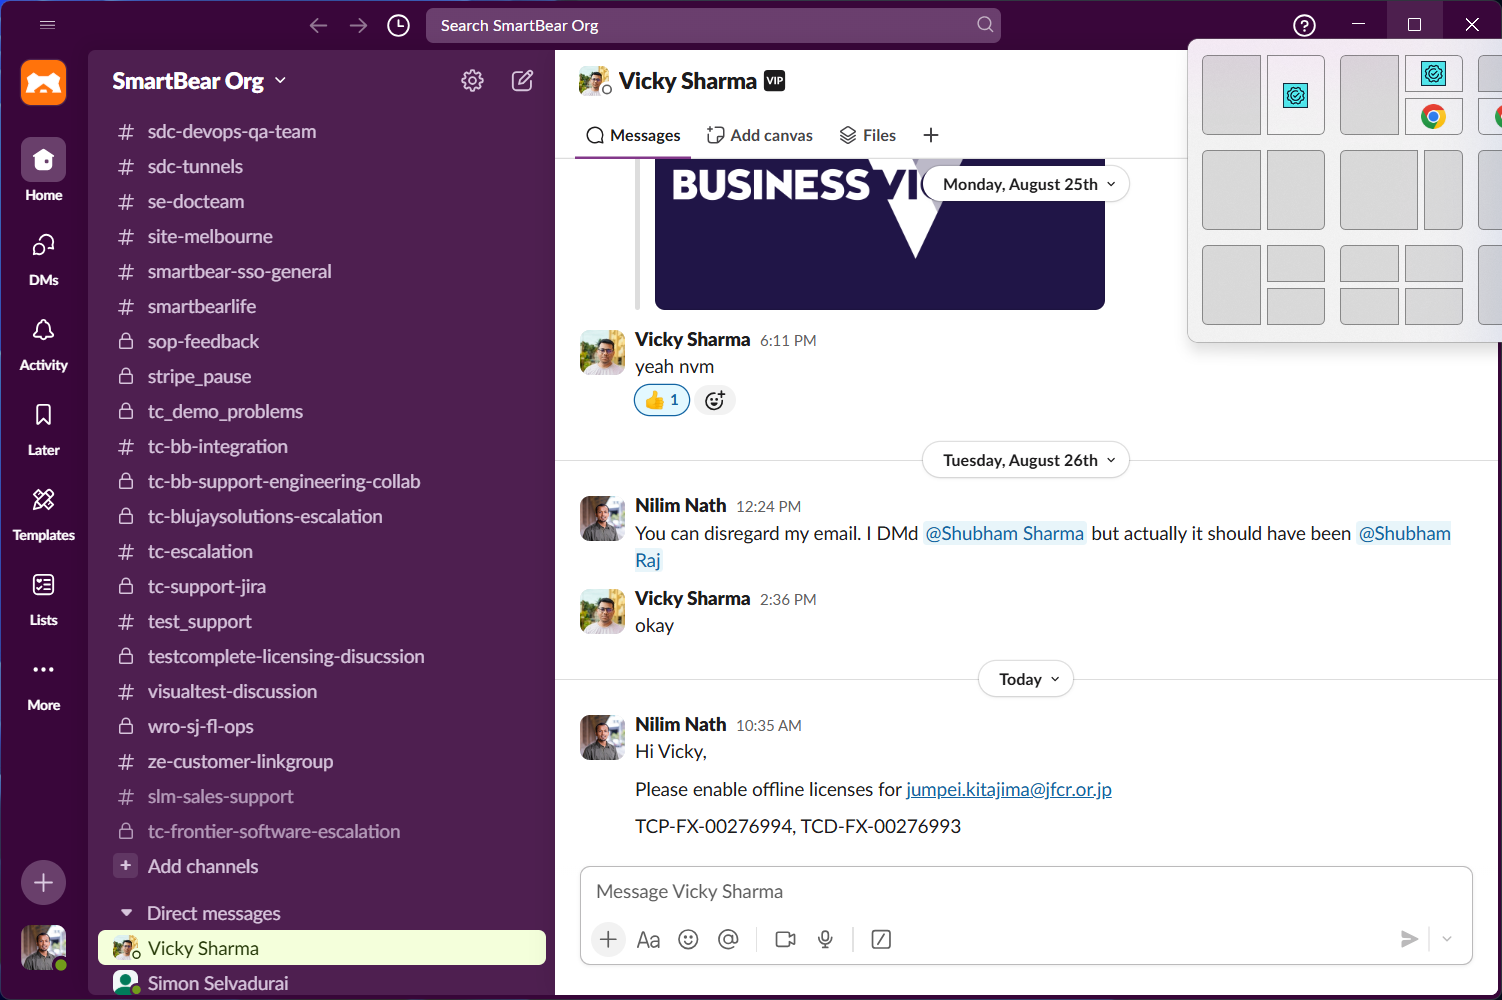 Search SmartBear Org
SmartBear Org
Home
DMs
Activity
Later
Templates
Lists
More
sdc-devops-qa-team
sdc-tunnels
se-docteam
site-melbourne
smartbear-sso-general
smartbearlife
sop-feedback
stripe_pause
tc_demo_problems
tc-bb-integration
tc-bb-support-engineering-collab
tc-blujaysolutions-escalation
tc-escalation
tc-support-jira
test_support
testcomplete-licensing-disucssion
visualtest-discussion
wro-sj-fl-ops
ze-customer-linkgroup
slm-sales-support
tc-frontier-software-escalation
Add channels
Direct messages
Vicky Sharma
Simon Selvadurai
Vicky Sharma VIP
Messages
Add canvas
Files
BUSINESS
Monday, August 25th
Vicky Sharma 6:11 PM
yeah nvm
1
Tuesday, August 26th
Nilim Nath 12:24 PM
You can disregard my email. I DMd @Shubham Sharma but actually it should have been @Shubham
Raj
Vicky Sharma 2:36 PM
okay
Today
Nilim Nath 10:35 AM
Hi Vicky,
Please enable offline licenses for jumpei.kitajima@jfcr.or.jp
TCP-FX-00276994, TCD-FX-00276993
Message Vicky Sharma
Aa